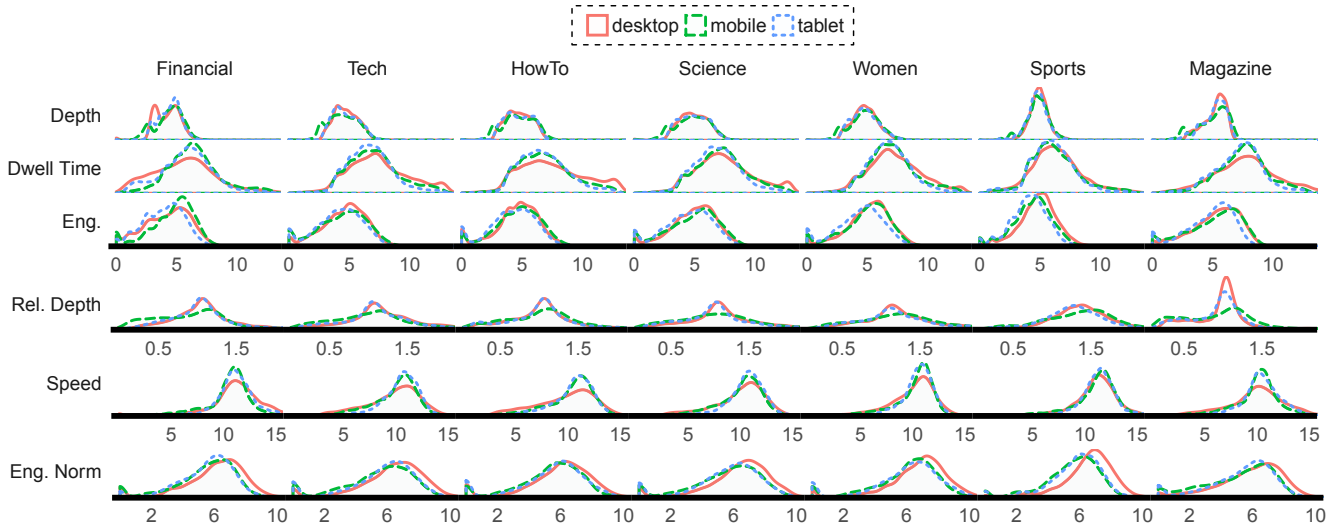 desktop mobile tablet
Financial Tech HowTo Science Women Sports Magazine
Depth
Dwell Time
Eng.
0 5 10 0 5 10 0 5 10 0 5 10 0 5 10 0 5 10 0 5 10
Rel. Depth
0.5 1.5 0.5 1.5 0.5 1.5 0.5 1.5 0.5 1.5 0.5 1.5 0.5 1.5
Speed
5 10 15 5 10 15 5 10 15 5 10 15 5 10 15 5 10 15 5 10 15
Eng. Norm
2 6 10 2 6 10 2 6 10 2 6 10 2 6 10 2 6 10 2 6 10